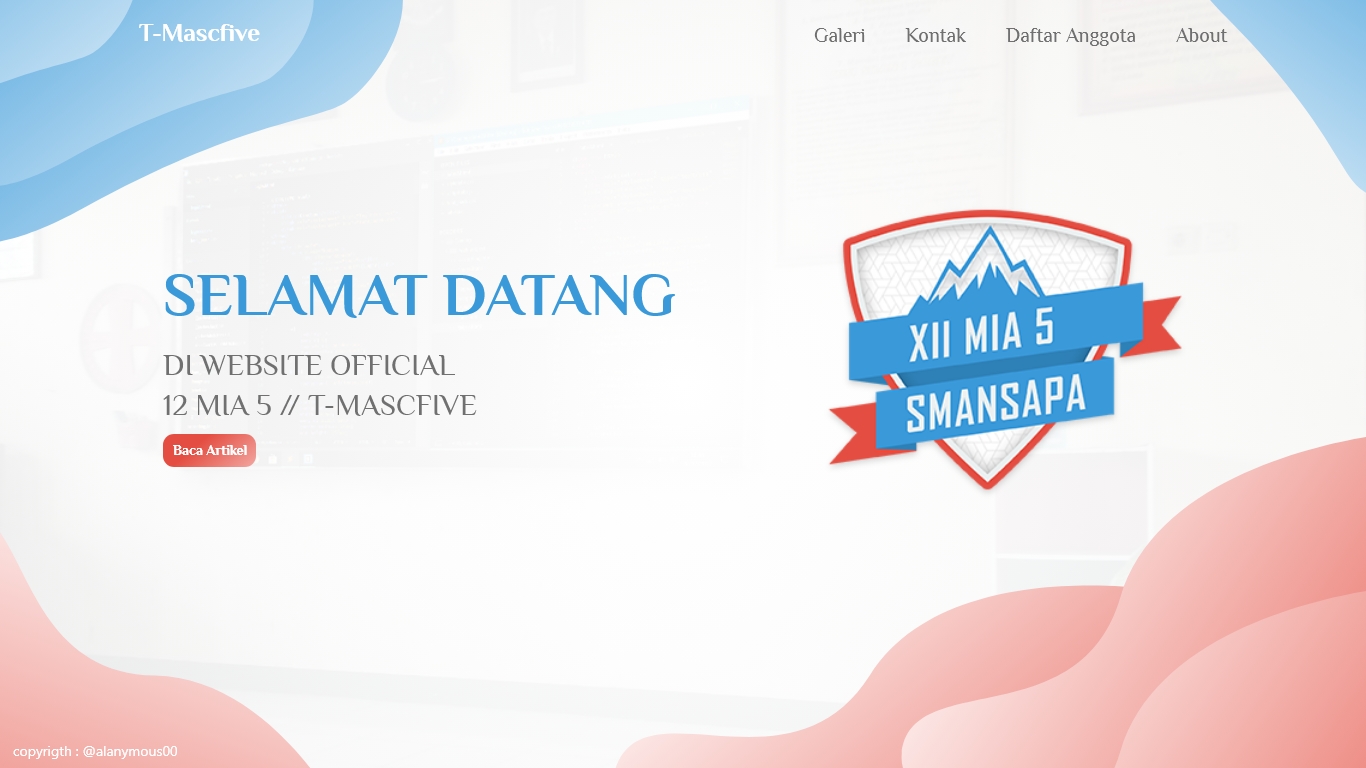 T-Mascfive
Galeri
Kontak
Daftar Anggota
About
SELAMAT DATANG
DI WEBSITE OFFICIAL
12 MIA 5 // T-MASCFIVE
Baca Artikel
XII MIA 5
SMANSAPA
copyrigth : @alanymous00